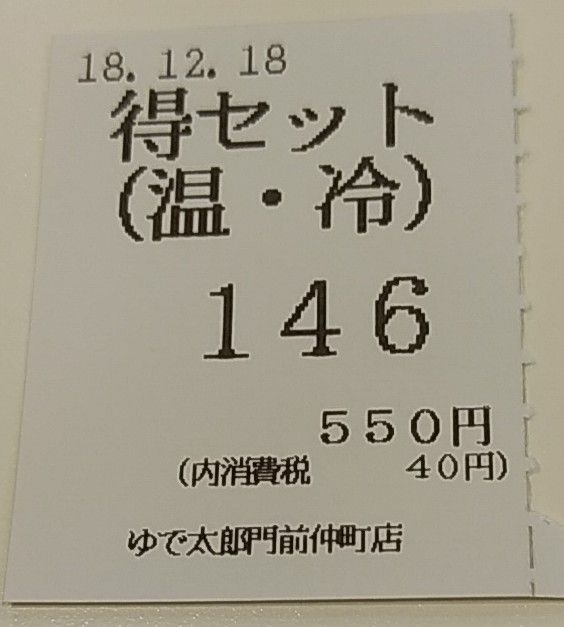 18.12.18
得セット
(温・冷)
146
550円
(内消費税 40円)
ゆで太郎門前仲町店